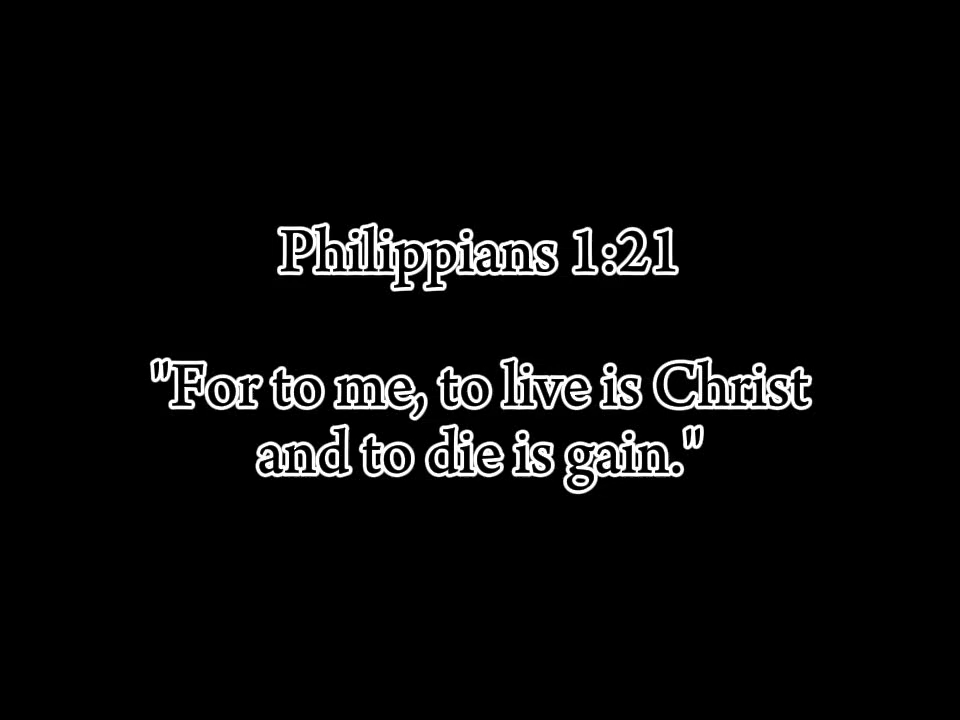 Philippians 1:21
"For to me, to live is Christ
and to die is gain."